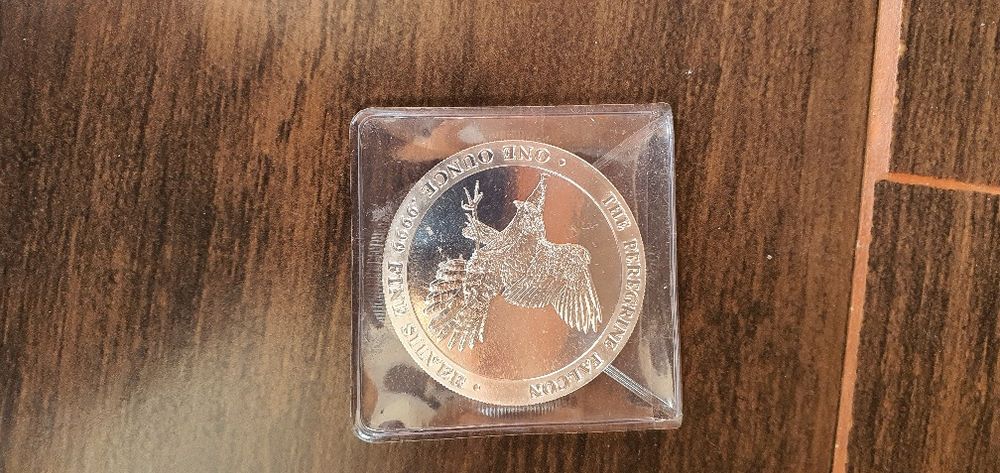 THE PEREGRINE FALCON
• ONE OUNCE .9999 FINE SILVER •